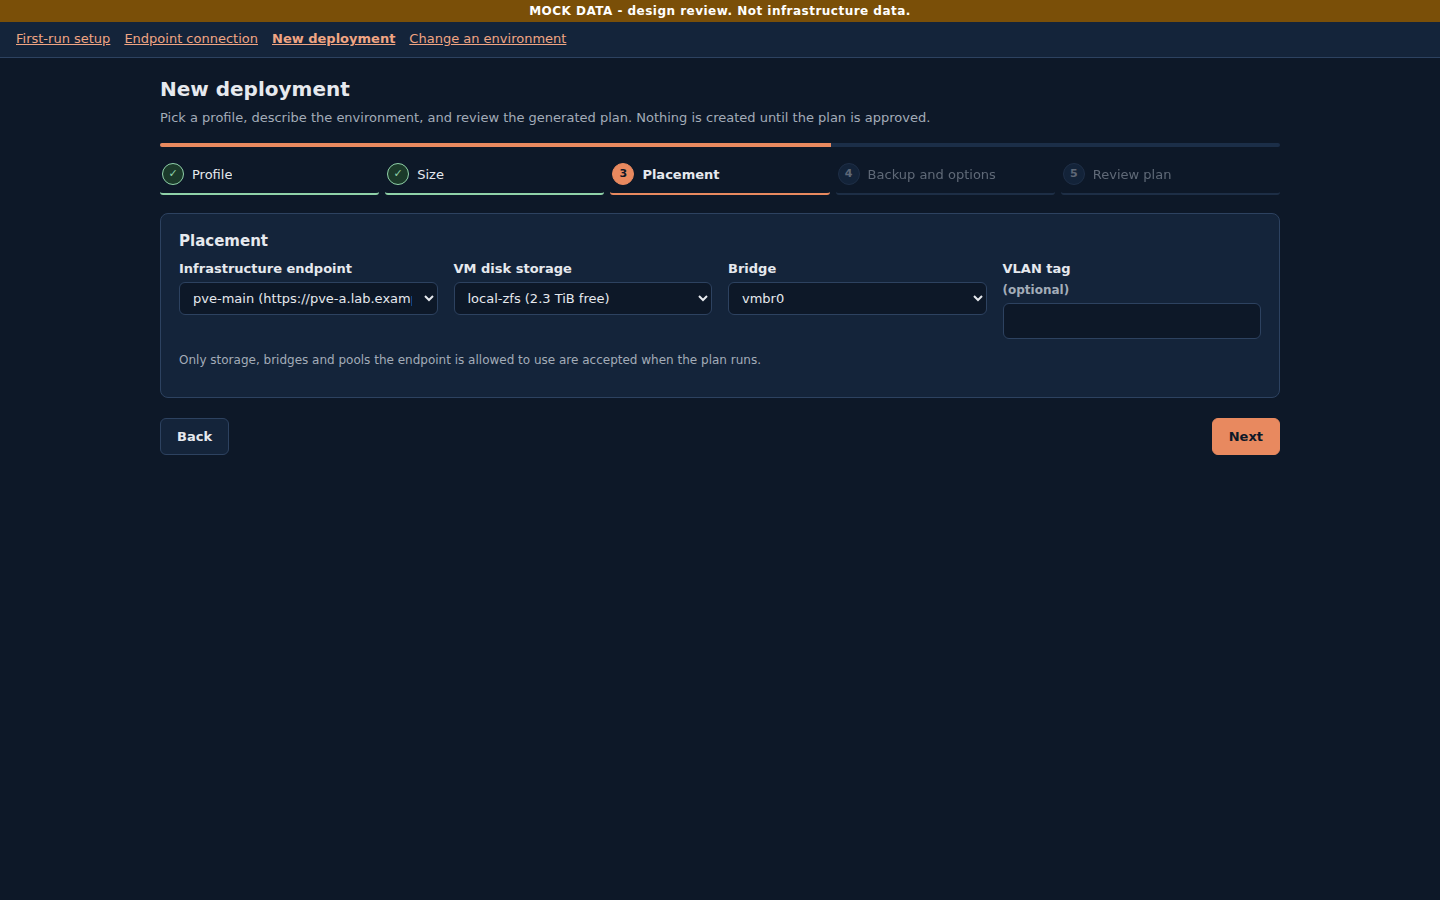 MOCK DATA - design review. Not infrastructure data.
First-run setup Endpoint connection New deployment Change an environment
New deployment
Pick a profile, describe the environment, and review the generated plan. Nothing is created until the plan is approved.
✓ Profile ✓ Size 3 Placement 4 Backup and options 5 Review plan
Placement
Infrastructure endpoint VM disk storage Bridge VLAN tag
(optional)
pve-main (https://pve-a.lab.exam local-zfs (2.3 TiB free) vmbr0
Only storage, bridges and pools the endpoint is allowed to use are accepted when the plan runs.
Back Next